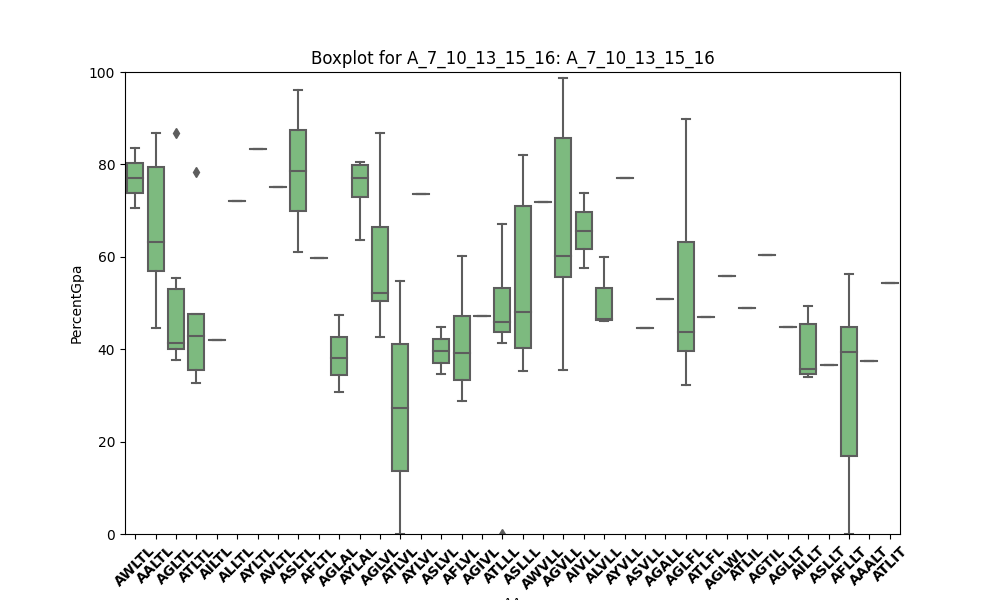 Boxplot for A_7_10_13_15_16: A_7_10_13_15_16
PercentGpa
100
80
60
40
20
0
AWLTL
AALTL
AGLTL
ATLTL
AILTL
ALLTL
AYLTL
AVLTL
ASLTL
AFLTL
AGLAL
AYLAL
AGLVL
ATLVL
AYLVL
ASLVL
AFLVL
AGIVL
ATLLL
ASLLL
AWVLL
AGVLL
AIVLL
ALVLL
AYVLL
ASVLL
AGALL
AGLFL
ATLFL
AGLWL
ATLIL
AGTIL
AGLLT
AILLT
ASLLT
AFLLT
AAALT
ATLIT